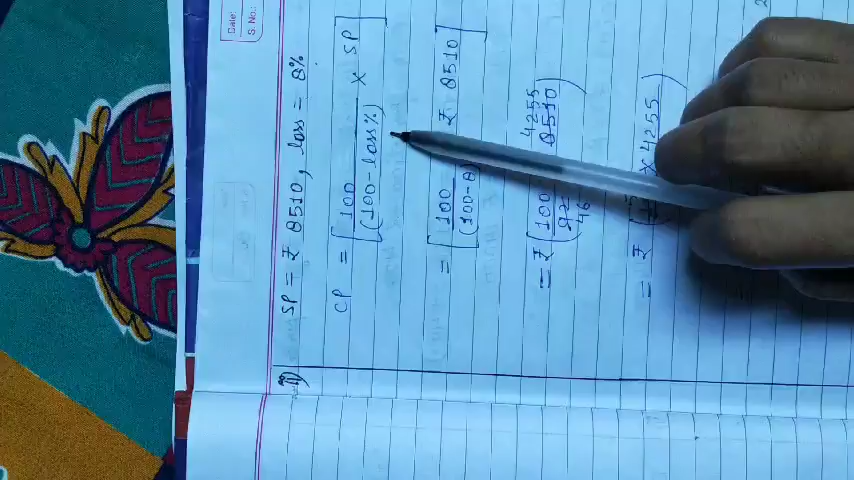 Date:
S. No.:
SP = ₹ 8510, loss = 8%
CP = [ 100 / (100 - loss%) × SP ]
= [ 100 / (100 - 8) ₹ 8510 ]
= ₹ ( 100 / 92 46 8510 4255 )
= ₹ ( × 4255 )